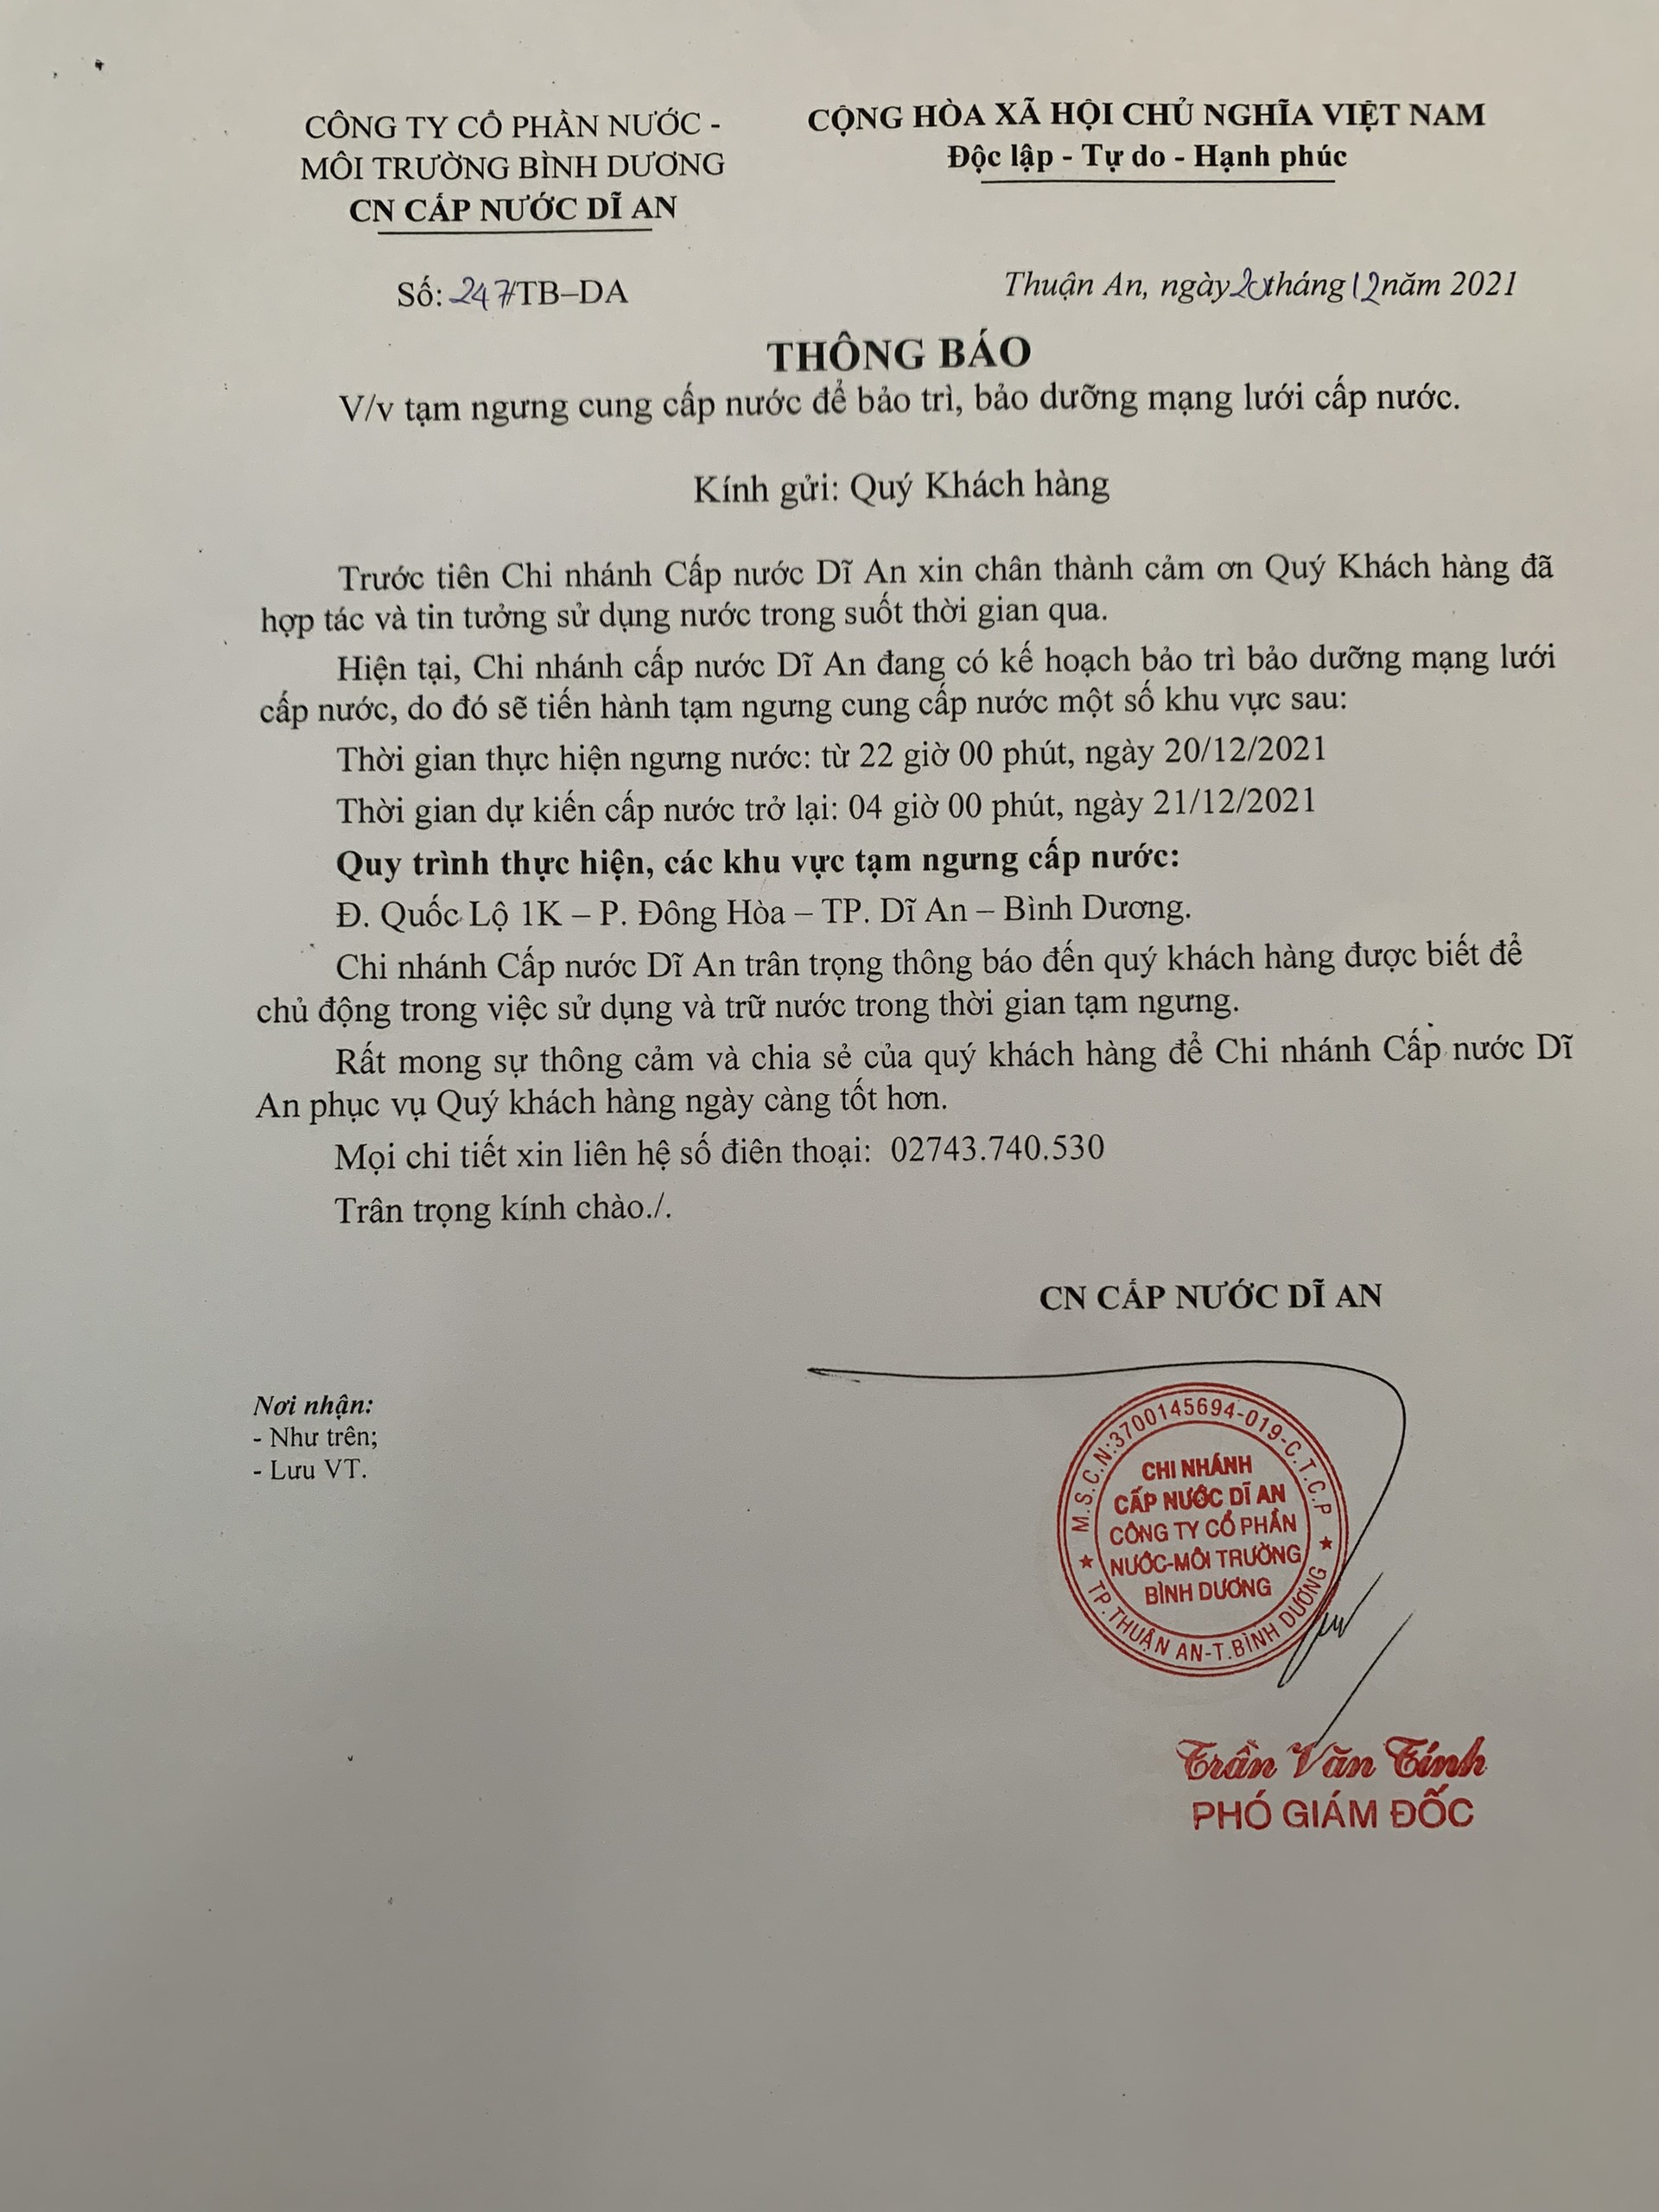 CÔNG TY CỔ PHẦN NƯỚC -
MÔI TRƯỜNG BÌNH DƯƠNG
CN CẤP NƯỚC DĨ AN
CỘNG HÒA XÃ HỘI CHỦ NGHĨA VIỆT NAM
Độc lập - Tự do - Hạnh phúc
Số: 247/TB–DA
Thuận An, ngày 20 tháng 12 năm 2021
THÔNG BÁO
V/v tạm ngưng cung cấp nước để bảo trì, bảo dưỡng mạng lưới cấp nước.
Kính gửi: Quý Khách hàng
Trước tiên Chi nhánh Cấp nước Dĩ An xin chân thành cảm ơn Quý Khách hàng đã
hợp tác và tin tưởng sử dụng nước trong suốt thời gian qua.
Hiện tại, Chi nhánh cấp nước Dĩ An đang có kế hoạch bảo trì bảo dưỡng mạng lưới
cấp nước, do đó sẽ tiến hành tạm ngưng cung cấp nước một số khu vực sau:
Thời gian thực hiện ngưng nước: từ 22 giờ 00 phút, ngày 20/12/2021
Thời gian dự kiến cấp nước trở lại: 04 giờ 00 phút, ngày 21/12/2021
Quy trình thực hiện, các khu vực tạm ngưng cấp nước:
Đ. Quốc Lộ 1K – P. Đông Hòa – TP. Dĩ An – Bình Dương.
Chi nhánh Cấp nước Dĩ An trân trọng thông báo đến quý khách hàng được biết để
chủ động trong việc sử dụng và trữ nước trong thời gian tạm ngưng.
Rất mong sự thông cảm và chia sẻ của quý khách hàng để Chi nhánh Cấp nước Dĩ
An phục vụ Quý khách hàng ngày càng tốt hơn.
Mọi chi tiết xin liên hệ số điên thoại: 02743.740.530
Trân trọng kính chào./.
CN CẤP NƯỚC DĨ AN
Nơi nhận:
- Như trên;
- Lưu VT.
M.S.C.N:3700145694-019-C.T.C.P
CHI NHÁNH
CẤP NƯỚC DĨ AN
CÔNG TY CỔ PHẦN
NƯỚC-MÔI TRƯỜNG
BÌNH DƯƠNG
TP.THUẬN AN-T.BÌNH DƯƠNG
Trần Văn Tính
PHÓ GIÁM ĐỐC